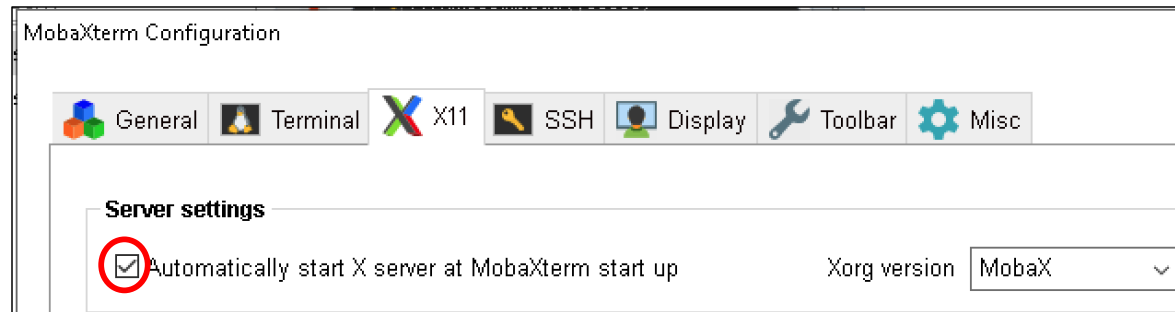 MobaXterm Configuration
General Terminal X11 SSH Display Toolbar Misc
Server settings
Automatically start X server at MobaXterm start up Xorg version MobaX